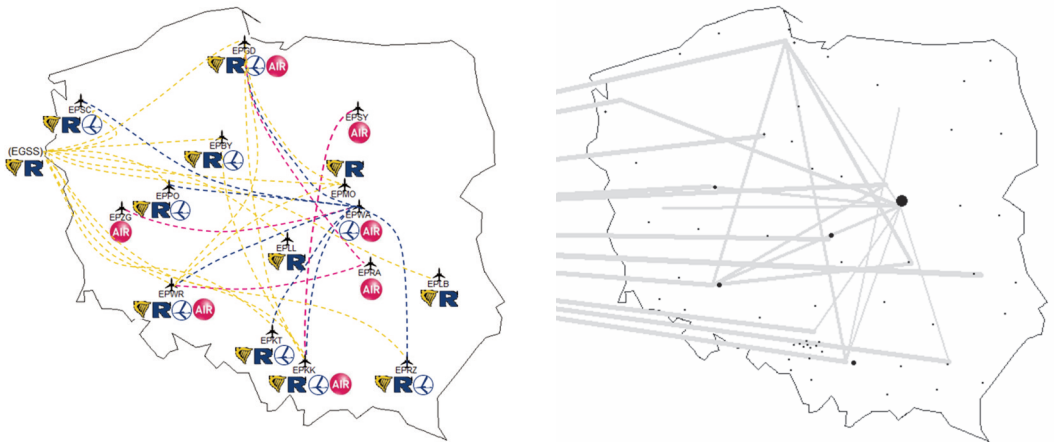 EPGD
R AIR
EPSC
R
EPSY
AIR
EPBY
R
(EGSS)
R
R
EPMO
EPPO
R
EPZG
AIR
EPWA
AIR
EPLL
R
EPRA
AIR
EPLB
R
EPWR
R AIR
EPKT
R
EPKK
R AIR
EPRZ
R